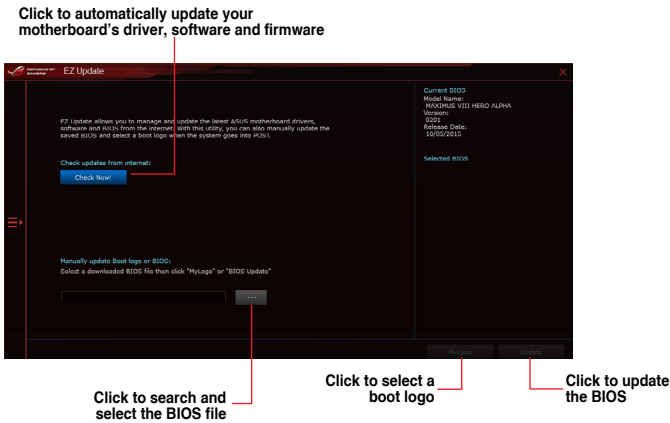 Click to automatically update your
motherboard's driver, software and firmware
REPUBLIC OF
GAMERS
EZ Update
EZ Update allows you to manage and update the latest ASUS motherboard drivers,
software and BIOS from the internet. With this utility, you can also manually update the
saved BIOS and select a boot logo when the system goes into POST.
Check updates from internet:
Check Now!
Manually update Boot logo or BIOS:
Select a downloaded BIOS file then click "MyLogo" or "BIOS Update"
...
Current BIOS
Model Name:
MAXIMUS VIII HERO ALPHA
Version:
0201
Release Date:
10/05/2015
Selected BIOS
MyLogo
Update
Click to search and
select the BIOS file
Click to select a
boot logo
Click to update
the BIOS